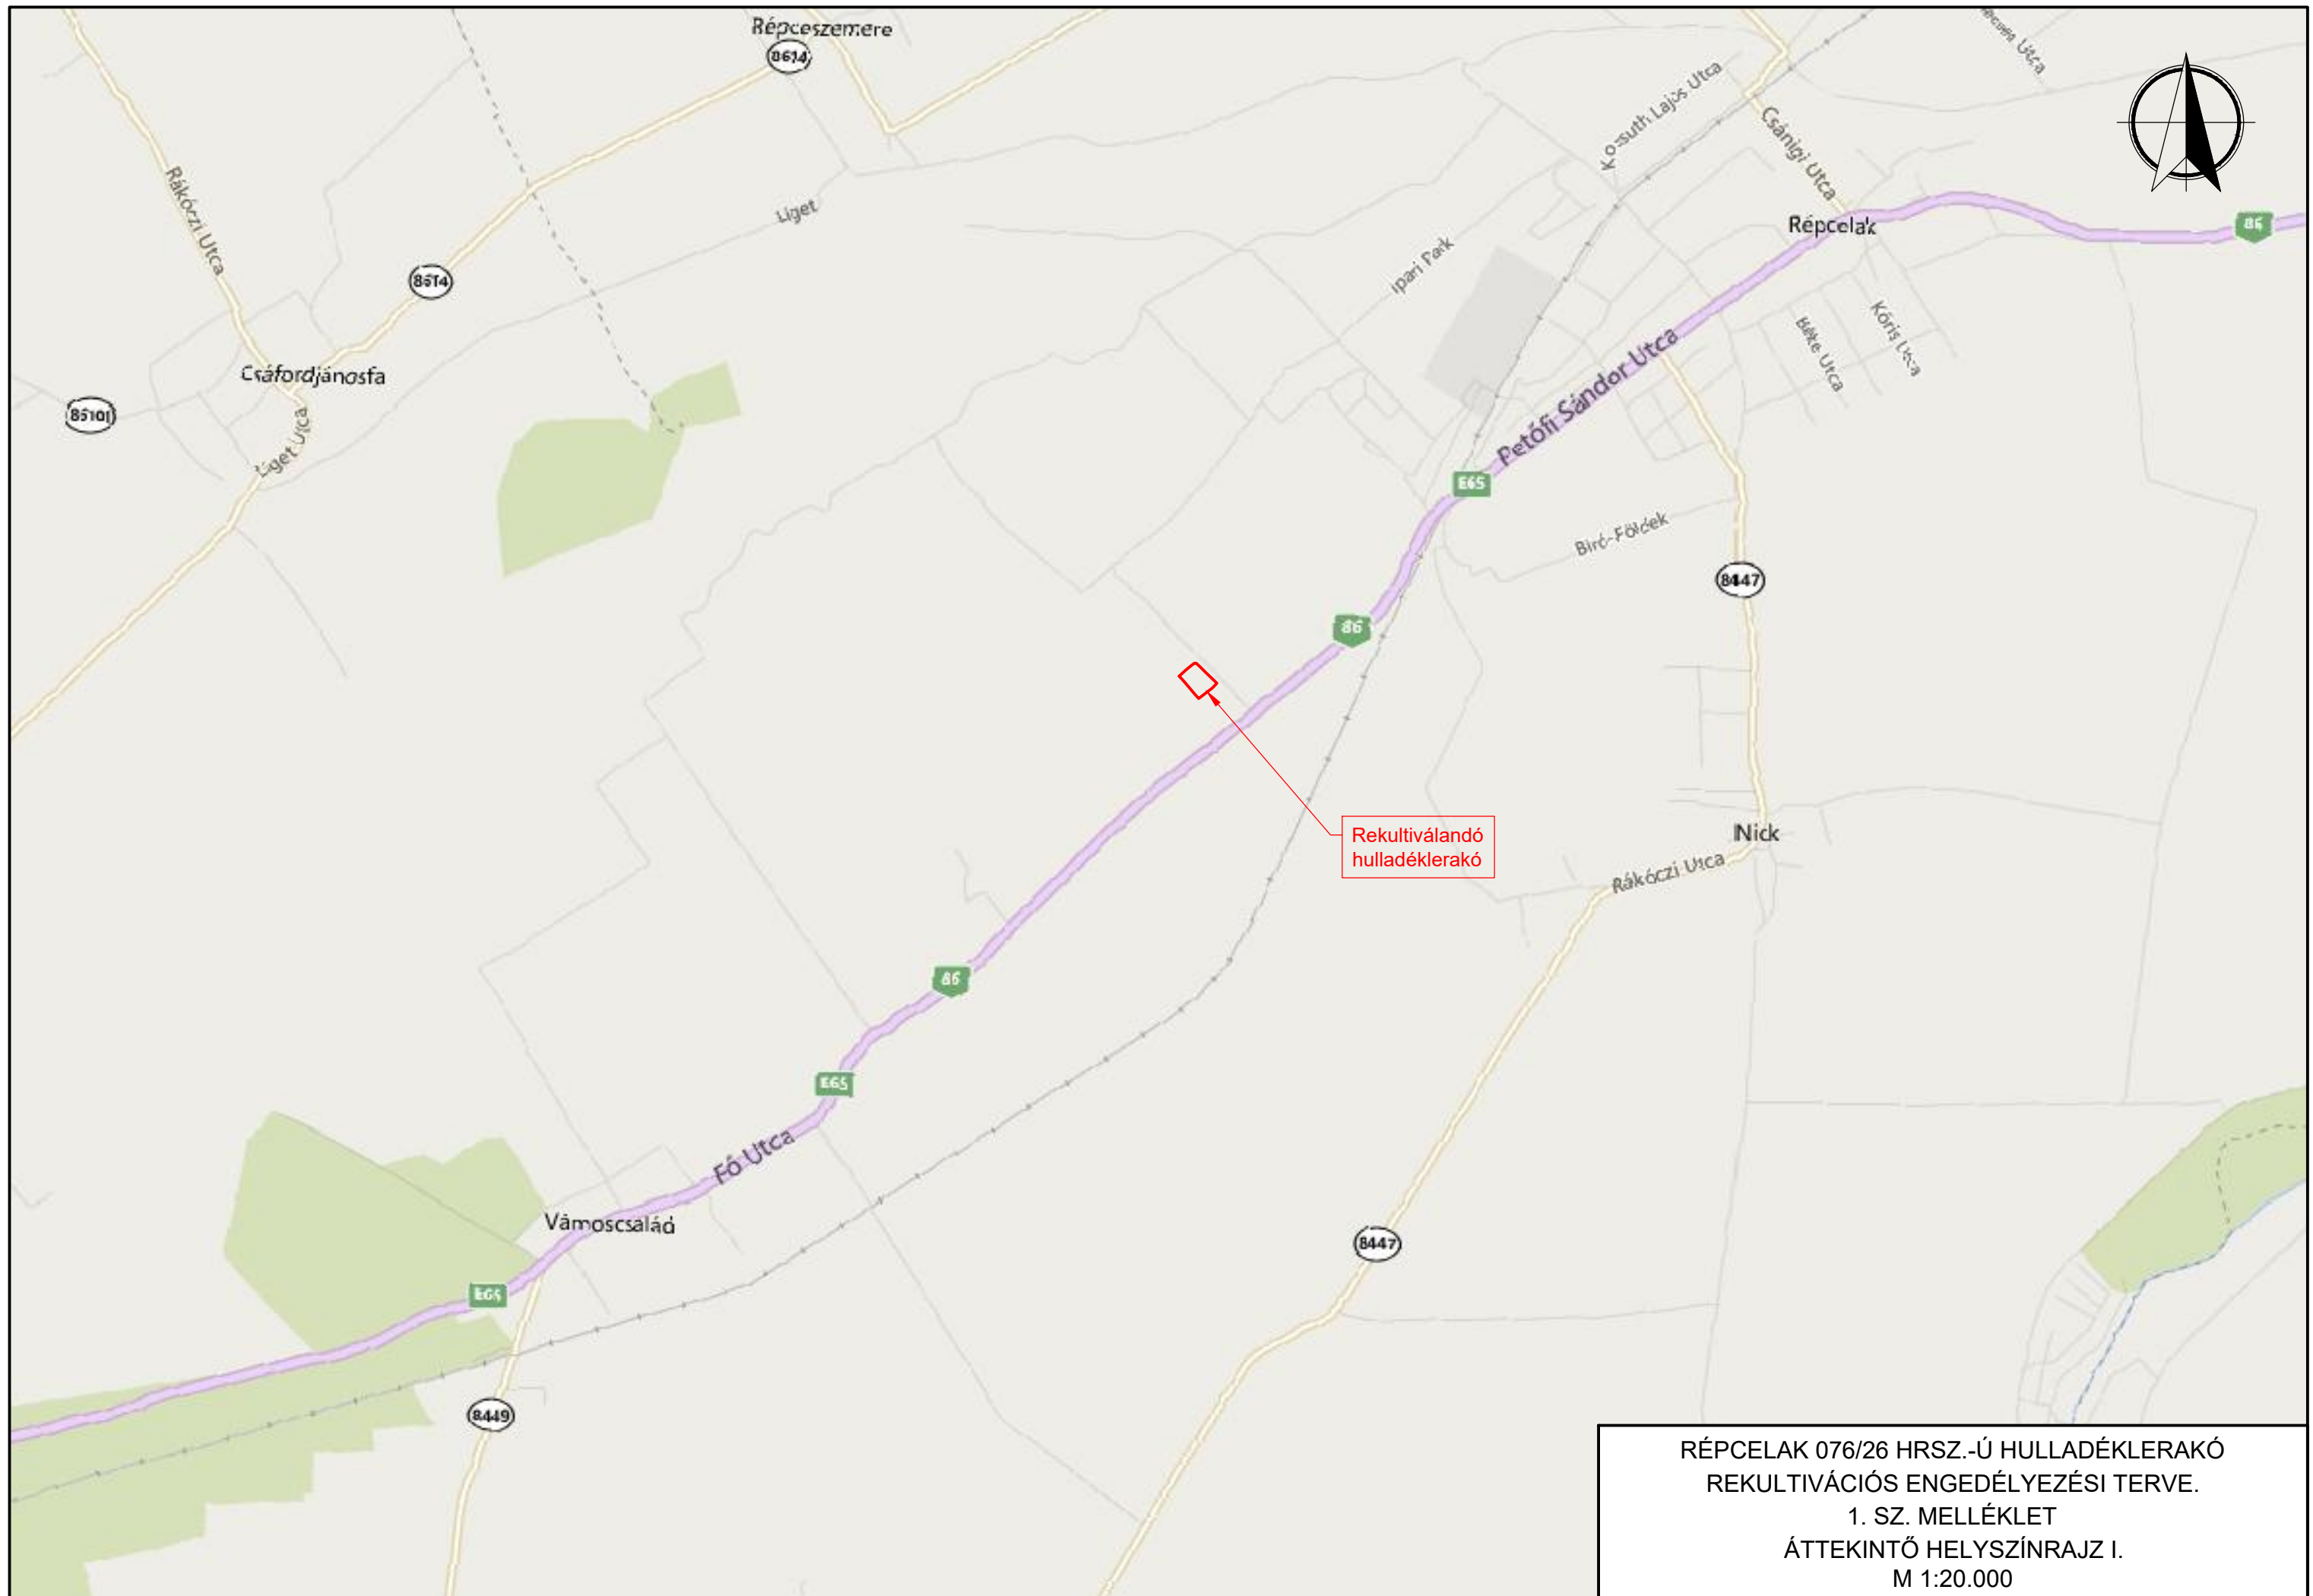 Répceszemere
8614
Kossuth Lajos Utca
Csánigi Utca
Rákóczi Utca
Liget
Répcelak
86
Ipari Park
8614
Kőris Utca
Béke Utca
Petőfi Sándor Utca
Csáfordjánosfa
Liget Utca
E65
Biró-Földek
8447
86
Rekultiválandó
hulladéklerakó
Nick
Rákóczi Utca
86
E65
Fő Utca
Vámoscsalád
8447
E65
8449
RÉPCELAK 076/26 HRSZ.-Ú HULLADÉKLERAKÓ
REKULTIVÁCIÓS ENGEDÉLYEZÉSI TERVE.
1. SZ. MELLÉKLET
ÁTTEKINTŐ HELYSZÍNRAJZ I.
M 1:20.000